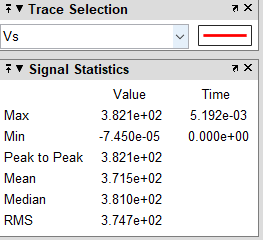 Trace Selection
Vs
Signal Statistics
Value Time
Max 3.821e+02 5.192e-03
Min -7.450e-05 0.000e+00
Peak to Peak 3.821e+02
Mean 3.715e+02
Median 3.810e+02
RMS 3.747e+02